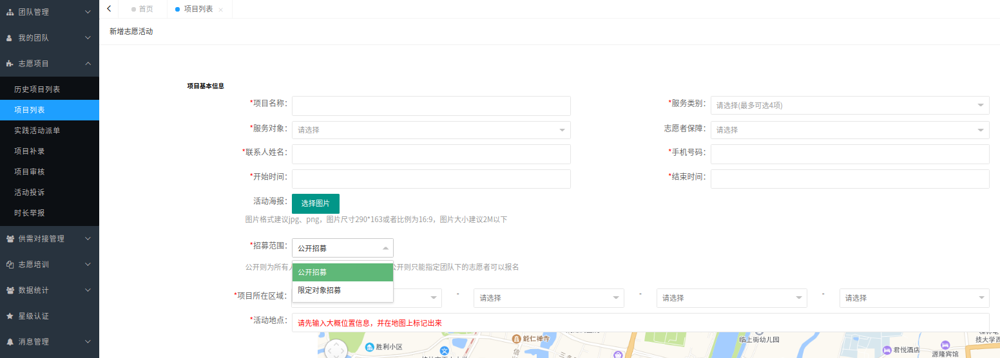 团队管理
我的团队
志愿项目
历史项目列表
项目列表
实践活动派单
项目补录
项目审核
活动投诉
时长举报
供需对接管理
志愿培训
数据统计
星级认证
消息管理
首页
项目列表
新增志愿活动
项目基本信息
*项目名称：
*服务类别： 请选择(最多可选4项)
*服务对象： 请选择
志愿者保障： 请选择
*联系人姓名：
*手机号码：
*开始时间：
*结束时间：
活动海报： 选择图片
图片格式建议jpg、png，图片尺寸290*163或者比例为16:9，图片大小建议2M以下
*招募范围： 公开招募
公开则为所有 公开则只能指定团队下的志愿者可以报名
公开招募
限定对象招募
*项目所在区域： - 请选择 - 请选择 - 请选择
*活动地点： 请先输入大概位置信息，并在地图上标记出来
能仁禅寺
临上街幼儿园
技大学西
胜利小区
君悦酒店
源隆宾馆